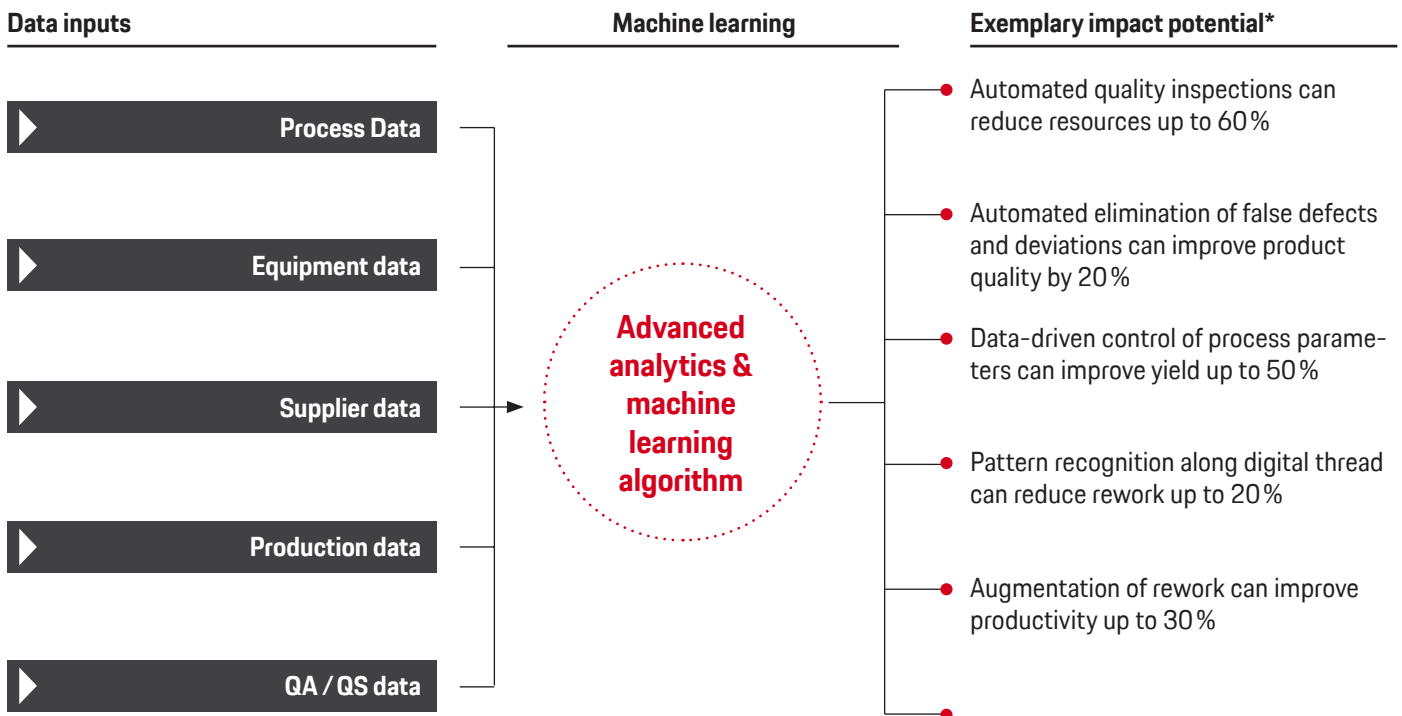 Data inputs
Machine learning
Exemplary impact potential*
Process Data
Equipment data
Supplier data
Production data
QA / QS data
Advanced
analytics &
machine
learning
algorithm
Automated quality inspections can
reduce resources up to 60 %
Automated elimination of false defects
and deviations can improve product
quality by 20 %
Data-driven control of process parame-
ters can improve yield up to 50 %
Pattern recognition along digital thread
can reduce rework up to 20 %
Augmentation of rework can improve
productivity up to 30 %